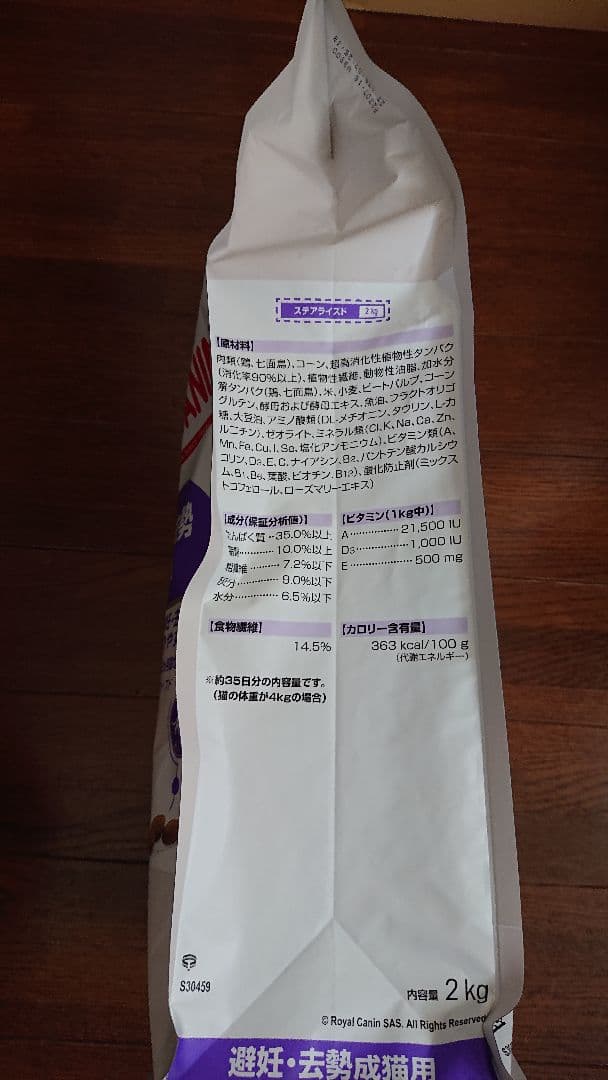 ステアライズド 2kg
【原材料】
肉類(鶏、七面鳥)、コーン、超高消化性植物性タンパク
(消化率90%以上)、植物性繊維、動物性油脂、加水分
解タンパク(鶏、七面鳥)、米、小麦、ビートパルプ、コーン
グルテン、酵母および酵母エキス、魚油、フラクトオリゴ
糖、大豆油、アミノ酸類(DL-メチオニン、タウリン、L-カ
ルニチン)、ゼオライト、ミネラル類(Cl、K、Na、Ca、Zn、
Mn、Fe、Cu、I、Se、塩化アンモニウム)、ビタミン類(A、
コリン、D3、E、C、ナイアシン、B2、パントテン酸カルシウ
ム、B1、B6、葉酸、ビオチン、B12)、酸化防止剤(ミックス
トコフェロール、ローズマリーエキス)
【成分(保証分析値)】
たんぱく質‥35.0%以上
脂質………… 10.0%以上
粗繊維……… 7.2%以下
灰分………… 9.0%以下
水分………… 6.5%以下
【ビタミン(1kg中)】
A……………… 21,500 IU
D3……………… 1,000 IU
E ……………… 500 mg
【食物繊維】
14.5%
【カロリー含有量】
363 kcal/100 g
(代謝エネルギー)
※約35日分の内容量です。
(猫の体重が4kgの場合)
S30459
内容量 2 kg
© Royal Canin SAS. All Rights Reserved
避妊・去勢成猫用